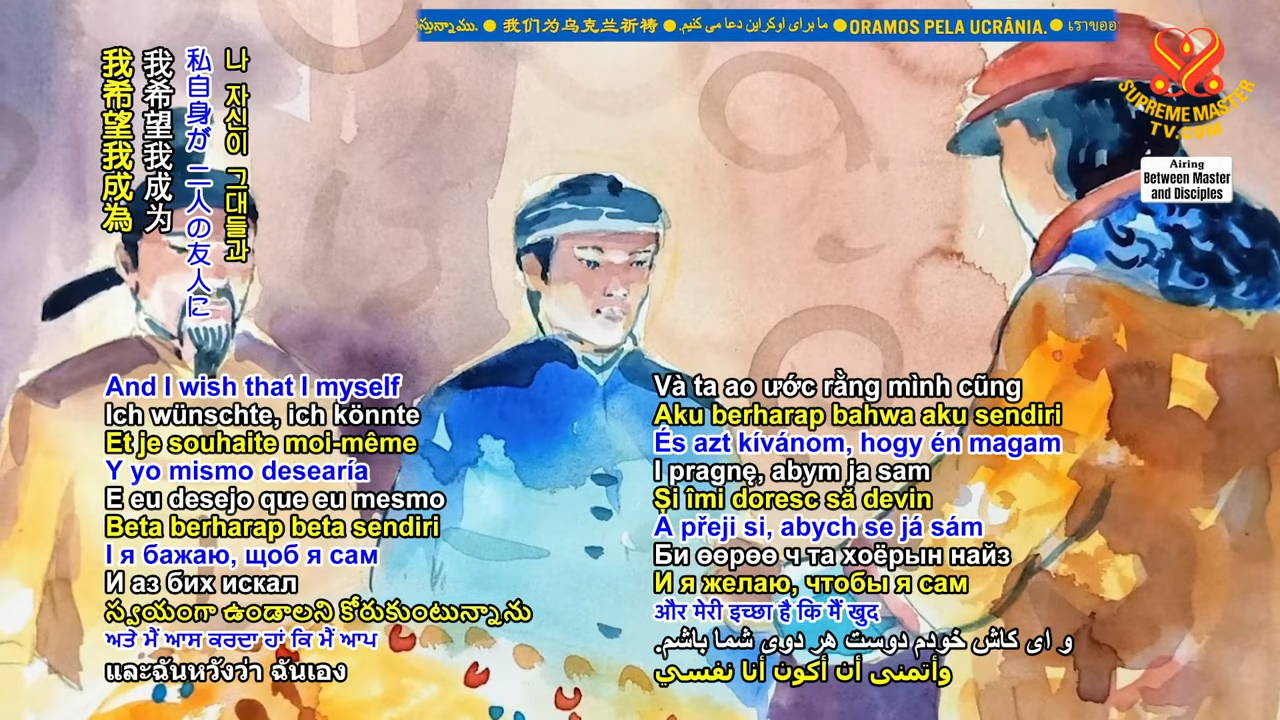 స్తున్నాము. ● 我们为乌克兰祈祷 ● ما برای اوکراین دعا می کنیم. ● ORAMOS PELA UCRÂNIA. ● เราขออ
SUPREME MASTER
TV.COM
Airing
Between Master
and Disciples
나 자신이 그대들과
私自身が 二人の友人に
我希望我成为
我希望我成為
And I wish that I myself
Ich wünschte, ich könnte
Et je souhaite moi-même
Y yo mismo desearía
E eu desejo que eu mesmo
Beta berharap beta sendiri
І я бажаю, щоб я сам
И аз бих искал
స్వయంగా ఉండాలని కోరుకుంటున్నాను
ਅਤੇ ਮੈਂ ਆਸ ਕਰਦਾ ਹਾਂ ਕਿ ਮੈਂ ਆਪ
และฉันหวังว่า ฉันเอง
Và ta ao ước rằng mình cũng
Aku berharap bahwa aku sendiri
És azt kívánom, hogy én magam
I pragnę, abym ja sam
Și îmi doresc să devin
A přeji si, abych se já sám
Би өөрөө ч та хоёрын найз
И я желаю, чтобы я сам
और मेरी इच्छा है कि मैं खुद
و ای کاش خودم دوست هر دوی شما باشم.
وأتمنى أن أكون أنا نفسي